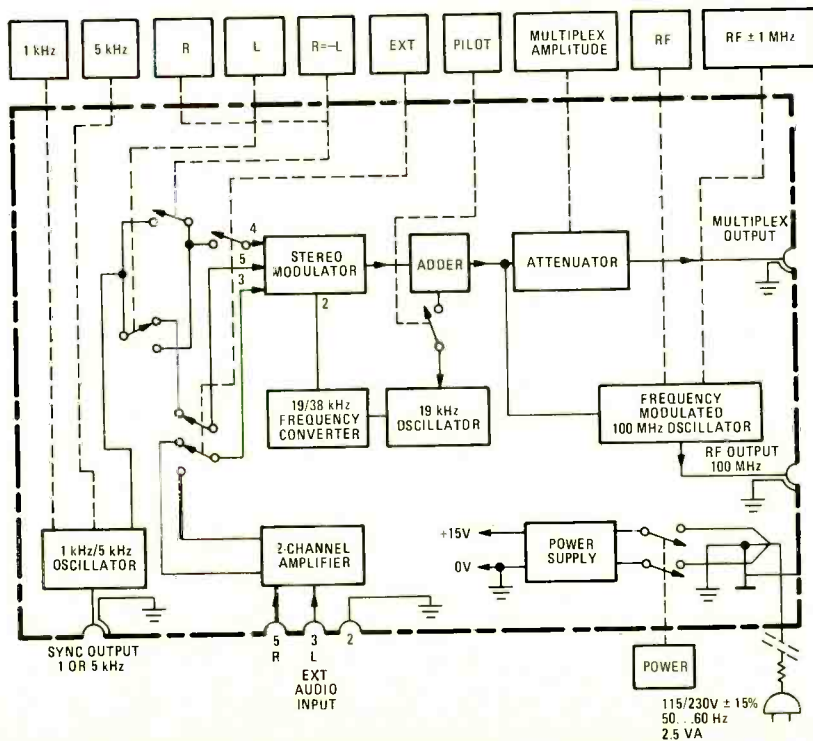 1 kHz
5 kHz
R
L
R=-L
EXT
PILOT
MULTIPLEX
AMPLITUDE
RF
RF ± 1 MHz
MULTIPLEX
OUTPUT
4
5
3
2
STEREO
MODULATOR
ADDER
ATTENUATOR
19/38 kHz
FREQUENCY
CONVERTER
19 kHz
OSCILLATOR
FREQUENCY
MODULATED
100 MHz OSCILLATOR
RF OUTPUT
100 MHz
1 kHz/5 kHz
OSCILLATOR
2-CHANNEL
AMPLIFIER
+15V
0V
POWER
SUPPLY
SYNC OUTPUT
1 OR 5 kHz
5
R
3
L
2
EXT
AUDIO
INPUT
POWER
115/230V ± 15%
50...60 Hz
2.5 VA